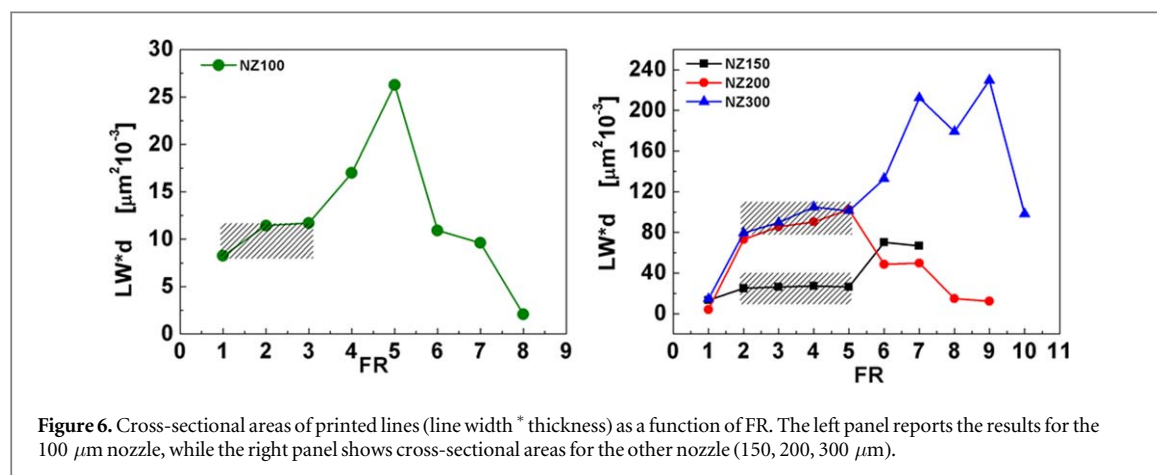 NZ100
30
25
20
15
10
5
0
LW*d [μm²10⁻³]
0 1 2 3 4 5 6 7 8 9
FR
NZ150
NZ200
NZ300
240
200
160
120
80
40
0
LW*d [μm²10⁻³]
0 1 2 3 4 5 6 7 8 9 10 11
FR
Figure 6. Cross-sectional areas of printed lines (line width * thickness) as a function of FR. The left panel reports the results for the
100 μm nozzle, while the right panel shows cross-sectional areas for the other nozzle (150, 200, 300 μm).